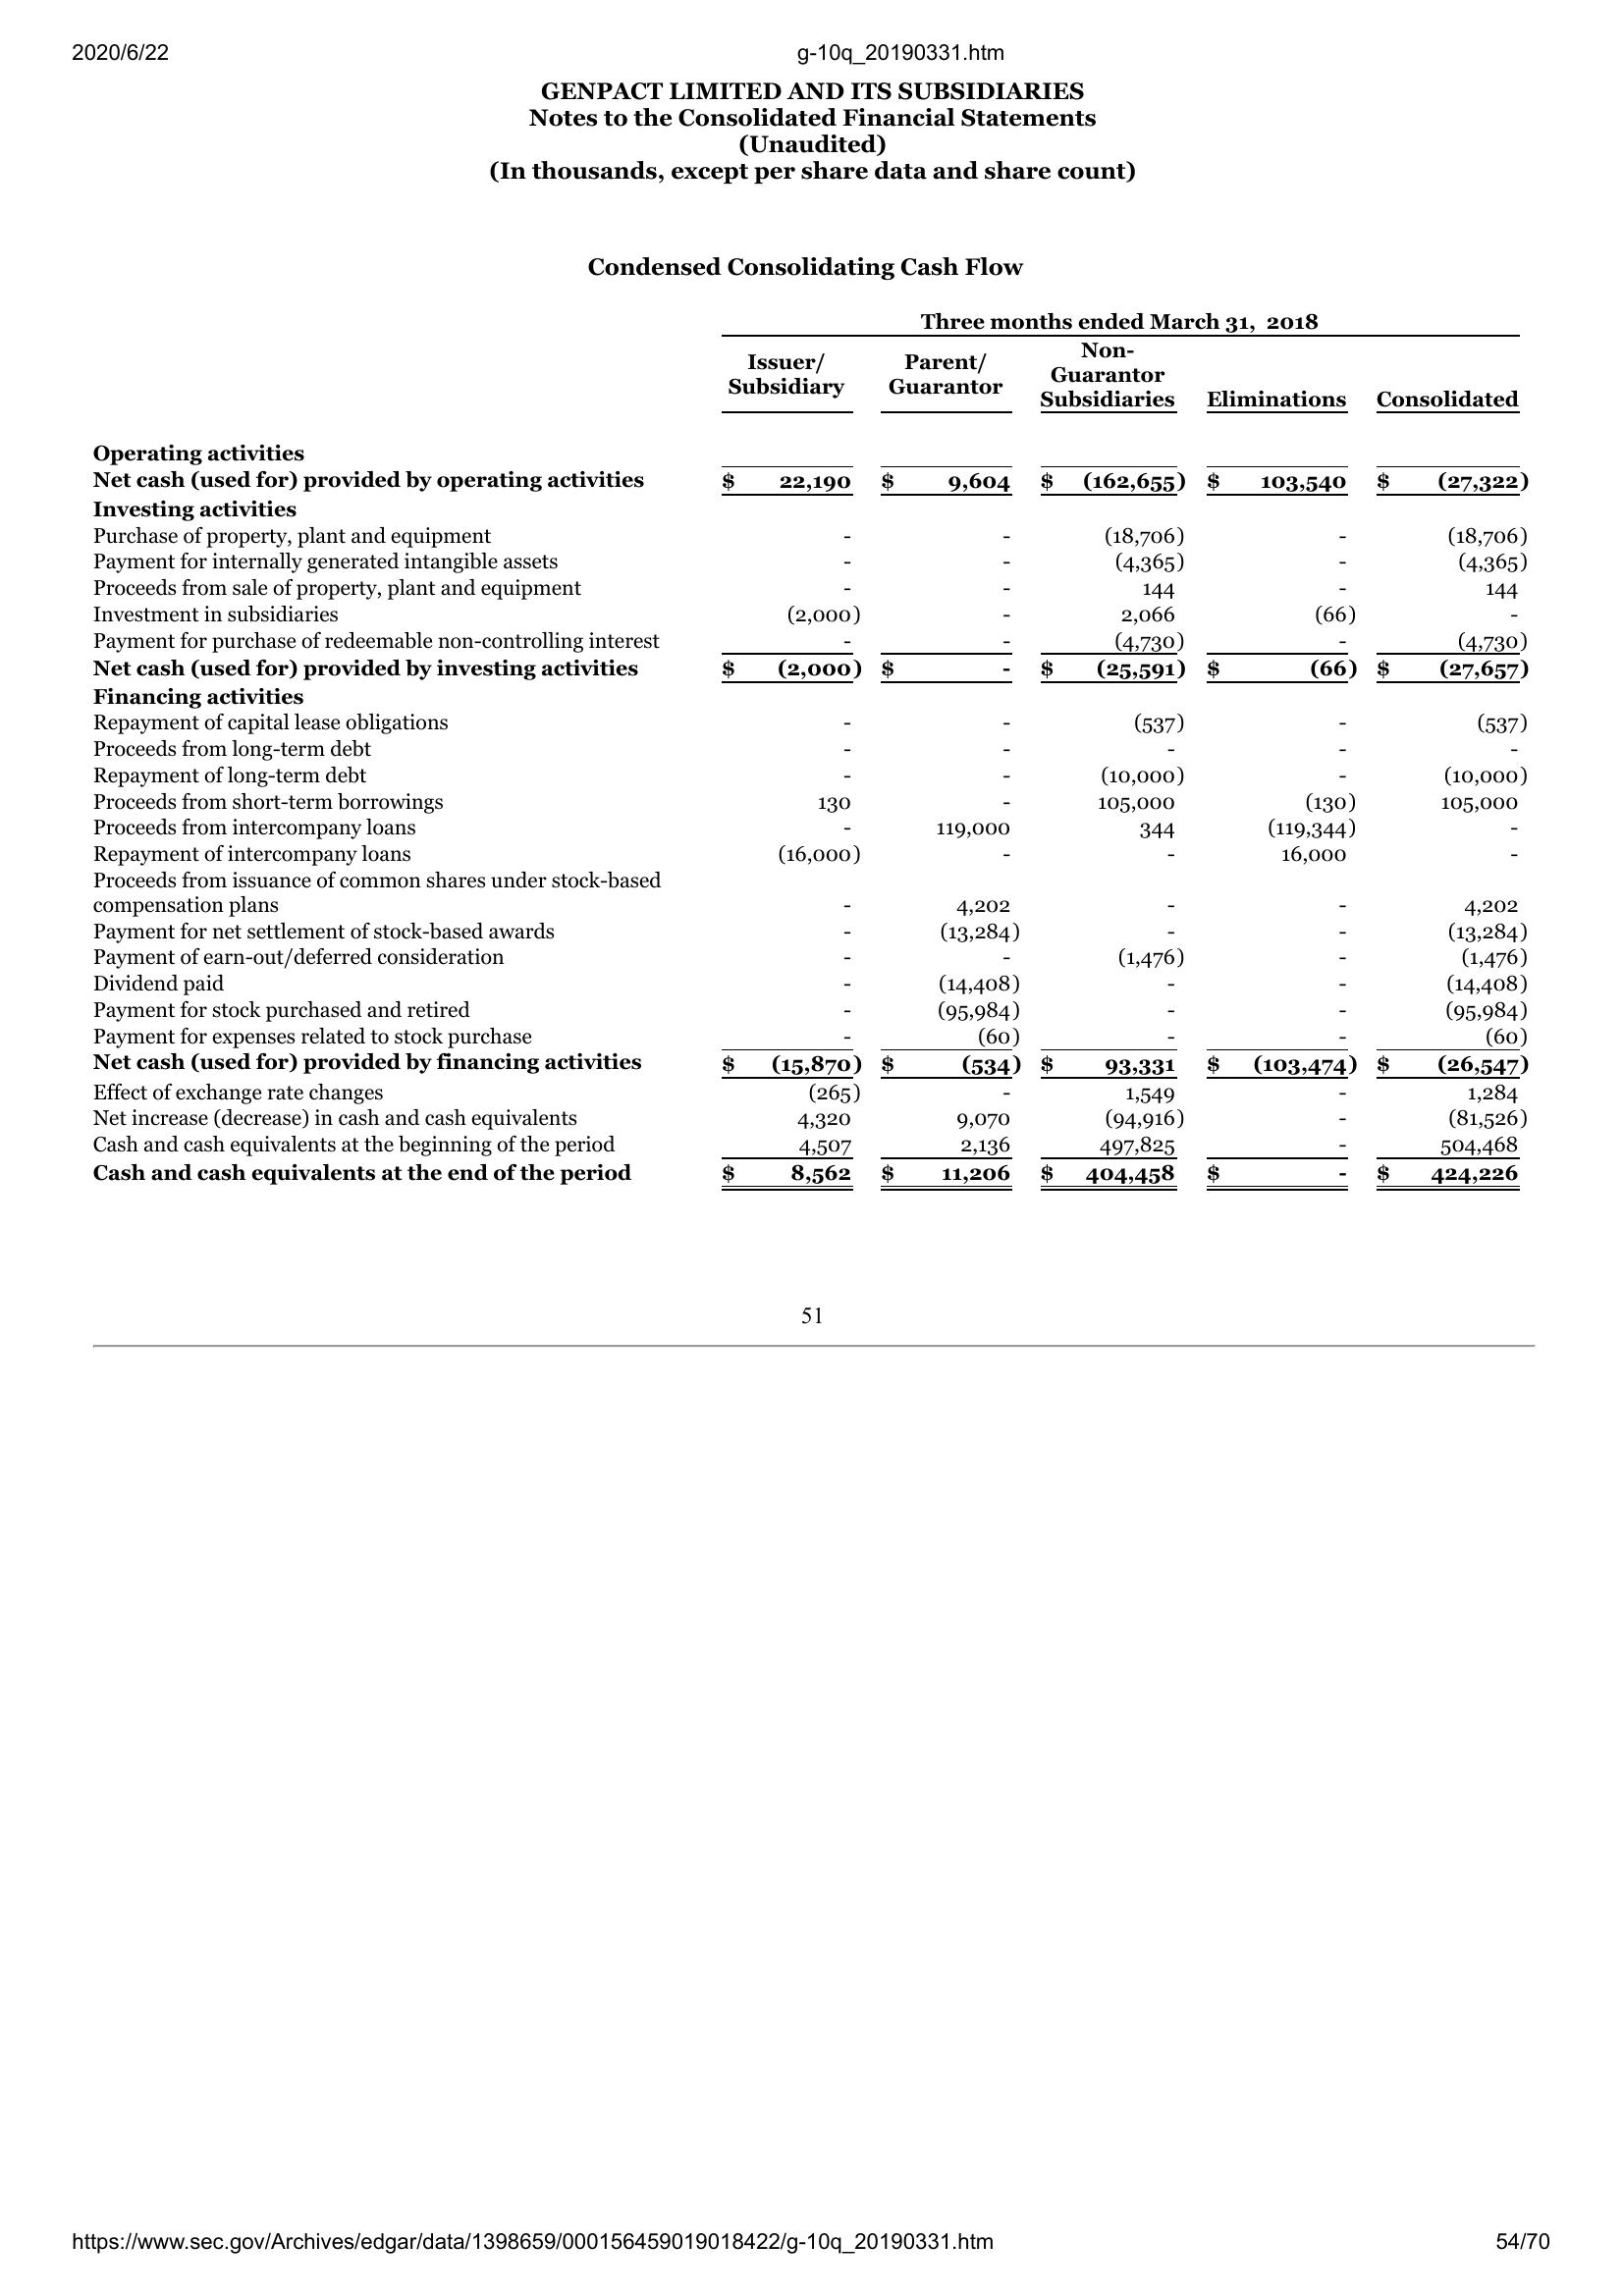 2020/6/22 g-10q_20190331.htm
GENPACT LIMITED AND ITS SUBSIDIARIES
Notes to the Consolidated Financial Statements
(Unaudited)
(In thousands, except per share data and share count)
Condensed Consolidating Cash Flow
Three months ended March 31, 2018
Issuer/ Subsidiary Parent/ Guarantor Non-Guarantor Subsidiaries Eliminations Consolidated
Operating activities
Net cash (used for) provided by operating activities $ 22,190 $ 9,604 $ (162,655) $ 103,540 $ (27,322)
Investing activities
Purchase of property, plant and equipment - - (18,706) - (18,706)
Payment for internally generated intangible assets - - (4,365) - (4,365)
Proceeds from sale of property, plant and equipment - - 144 - 144
Investment in subsidiaries (2,000) - 2,066 (66) -
Payment for purchase of redeemable non-controlling interest - - (4,730) - (4,730)
Net cash (used for) provided by investing activities $ (2,000) $ - $ (25,591) $ (66) $ (27,657)
Financing activities
Repayment of capital lease obligations - - (537) - (537)
Proceeds from long-term debt - - - - -
Repayment of long-term debt - - (10,000) - (10,000)
Proceeds from short-term borrowings 130 - 105,000 (130) 105,000
Proceeds from intercompany loans - 119,000 344 (119,344) -
Repayment of intercompany loans (16,000) - - 16,000 -
Proceeds from issuance of common shares under stock-based
compensation plans - 4,202 - - 4,202
Payment for net settlement of stock-based awards - (13,284) - - (13,284)
Payment of earn-out/deferred consideration - - (1,476) - (1,476)
Dividend paid - (14,408) - - (14,408)
Payment for stock purchased and retired - (95,984) - - (95,984)
Payment for expenses related to stock purchase - (60) - - (60)
Net cash (used for) provided by financing activities $ (15,870) $ (534) $ 93,331 $ (103,474) $ (26,547)
Effect of exchange rate changes (265) - 1,549 - 1,284
Net increase (decrease) in cash and cash equivalents 4,320 9,070 (94,916) - (81,526)
Cash and cash equivalents at the beginning of the period 4,507 2,136 497,825 - 504,468
Cash and cash equivalents at the end of the period $ 8,562 $ 11,206 $ 404,458 $ - $ 424,226
51
https://www.sec.gov/Archives/edgar/data/1398659/000156459019018422/g-10q_20190331.htm 54/70